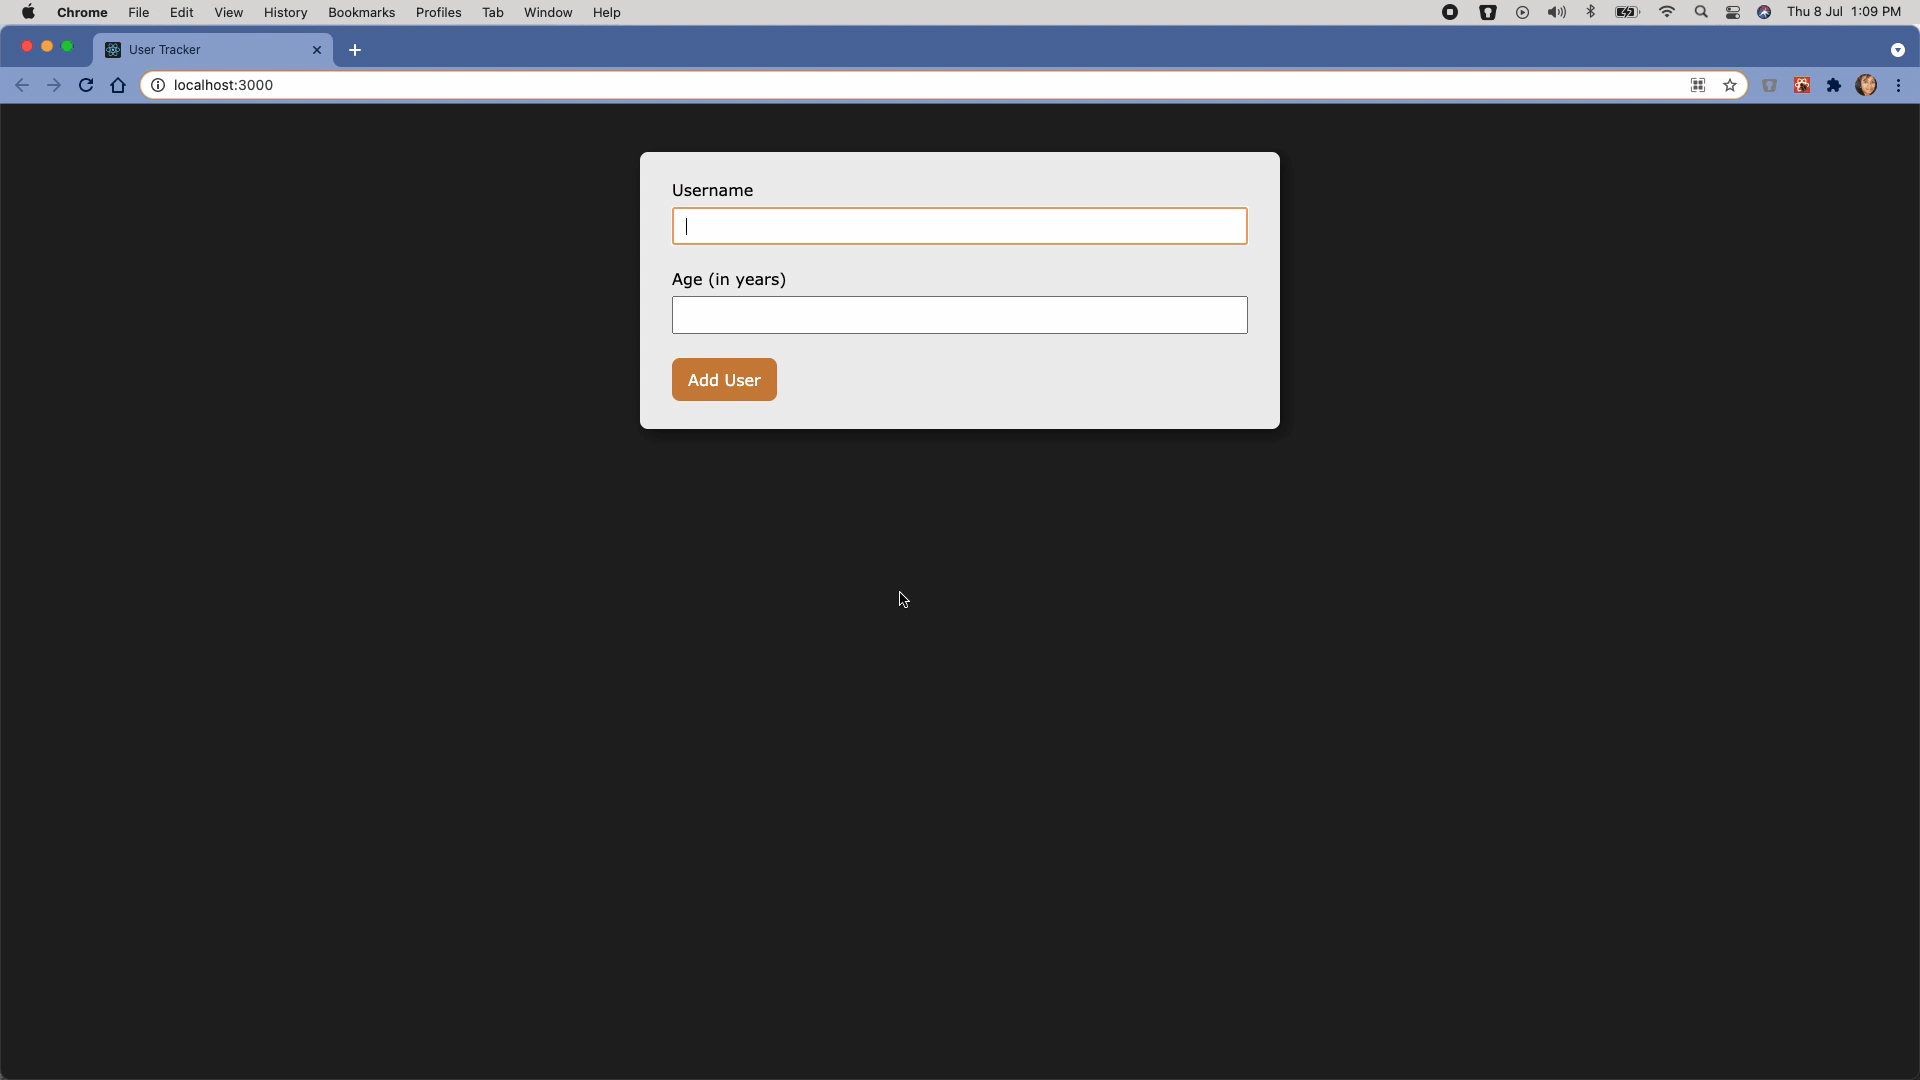 Chrome File Edit View History Bookmarks Profiles Tab Window Help Thu 8 Jul 1:09 PM
User Tracker
localhost:3000
Username
Age (in years)
Add User